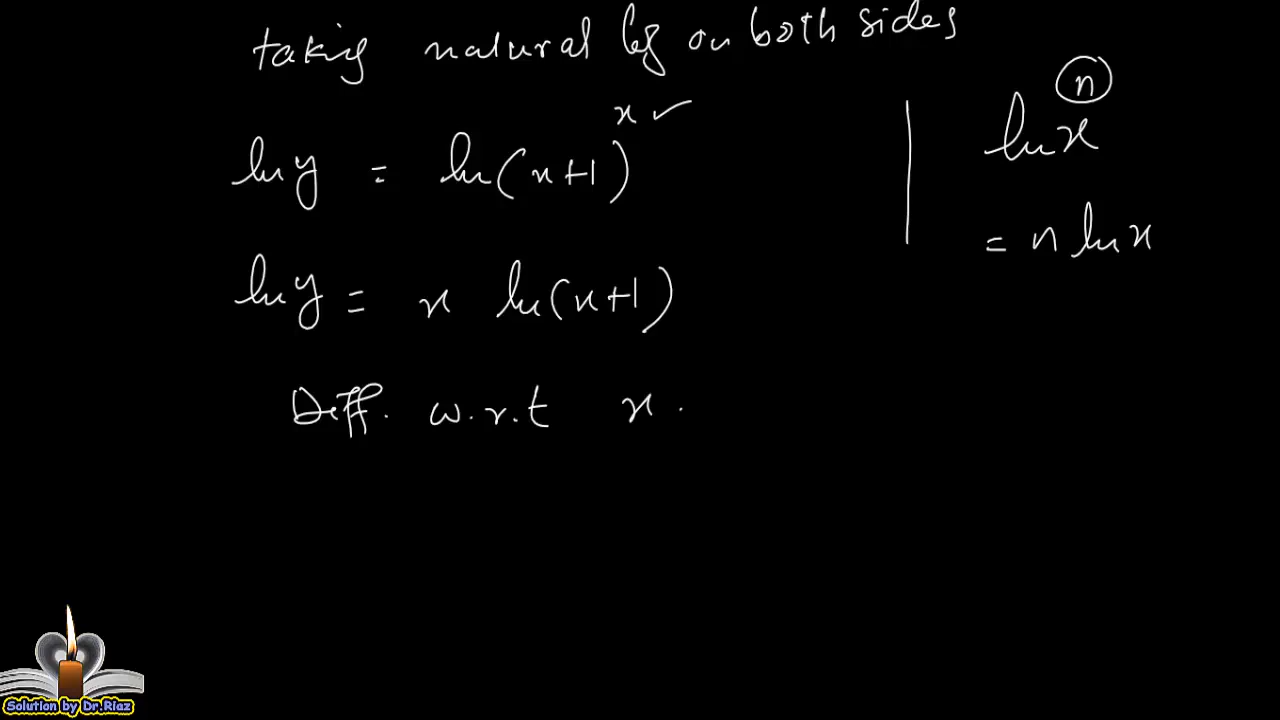 taking natural log on both sides
ln y = ln(x+1)^x ✓
ln y = x ln(x+1)
Diff. w.r.t x.
ln x^n
= n ln x
Solution by Dr.Riaz